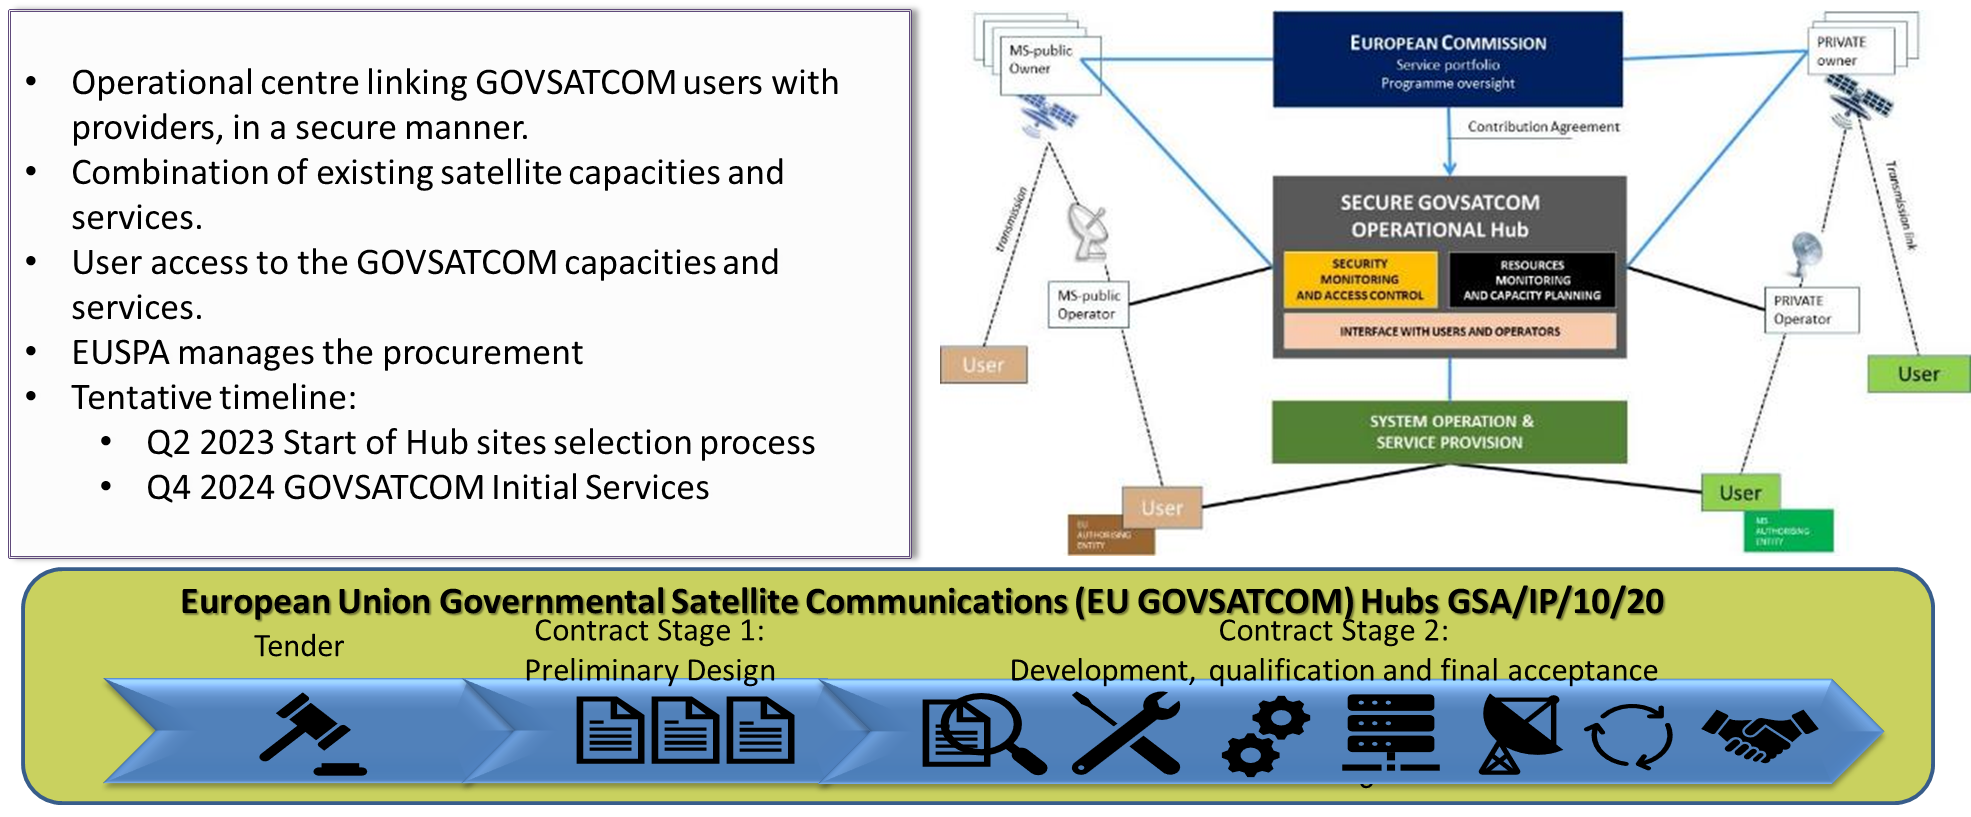 • Operational centre linking GOVSATCOM users with
providers, in a secure manner.
• Combination of existing satellite capacities and
services.
• User access to the GOVSATCOM capacities and
services.
• EUSPA manages the procurement
• Tentative timeline:
• Q2 2023 Start of Hub sites selection process
• Q4 2024 GOVSATCOM Initial Services
MS-public
Owner
EUROPEAN COMMISSION
Service portfolio
Programme oversight
PRIVATE
owner
Contribution Agreement
transmission
Transmission link
SECURE GOVSATCOM
OPERATIONAL Hub
SECURITY
MONITORING
AND ACCESS CONTROL
RESOURCES
MONITORING
AND CAPACITY PLANNING
INTERFACE WITH USERS AND OPERATORS
MS-public
Operator
PRIVATE
Operator
User
User
SYSTEM OPERATION &
SERVICE PROVISION
User
EU
AUTHORISING
ENTITY
User
MS
AUTHORISING
ENTITY
European Union Governmental Satellite Communications (EU GOVSATCOM) Hubs GSA/IP/10/20
Tender
Contract Stage 1:
Preliminary Design
Contract Stage 2:
Development, qualification and final acceptance